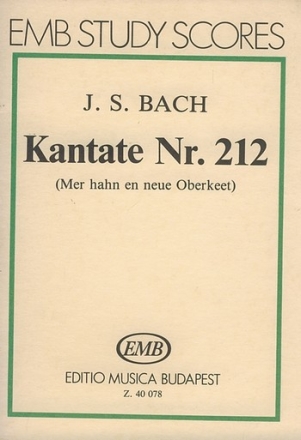 EMB STUDY SCORES
J. S. BACH
Kantate Nr. 212
(Mer hahn en neue Oberkeet)
EMB
EDITIO MUSICA BUDAPEST
Z. 40 078